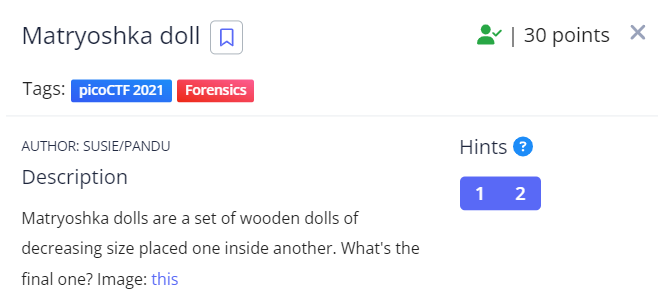 Matryoshka doll
| 30 points
Tags: picoCTF 2021 Forensics
AUTHOR: SUSIE/PANDU
Hints ?
Description
1 2
Matryoshka dolls are a set of wooden dolls of
decreasing size placed one inside another. What's the
final one? Image: this